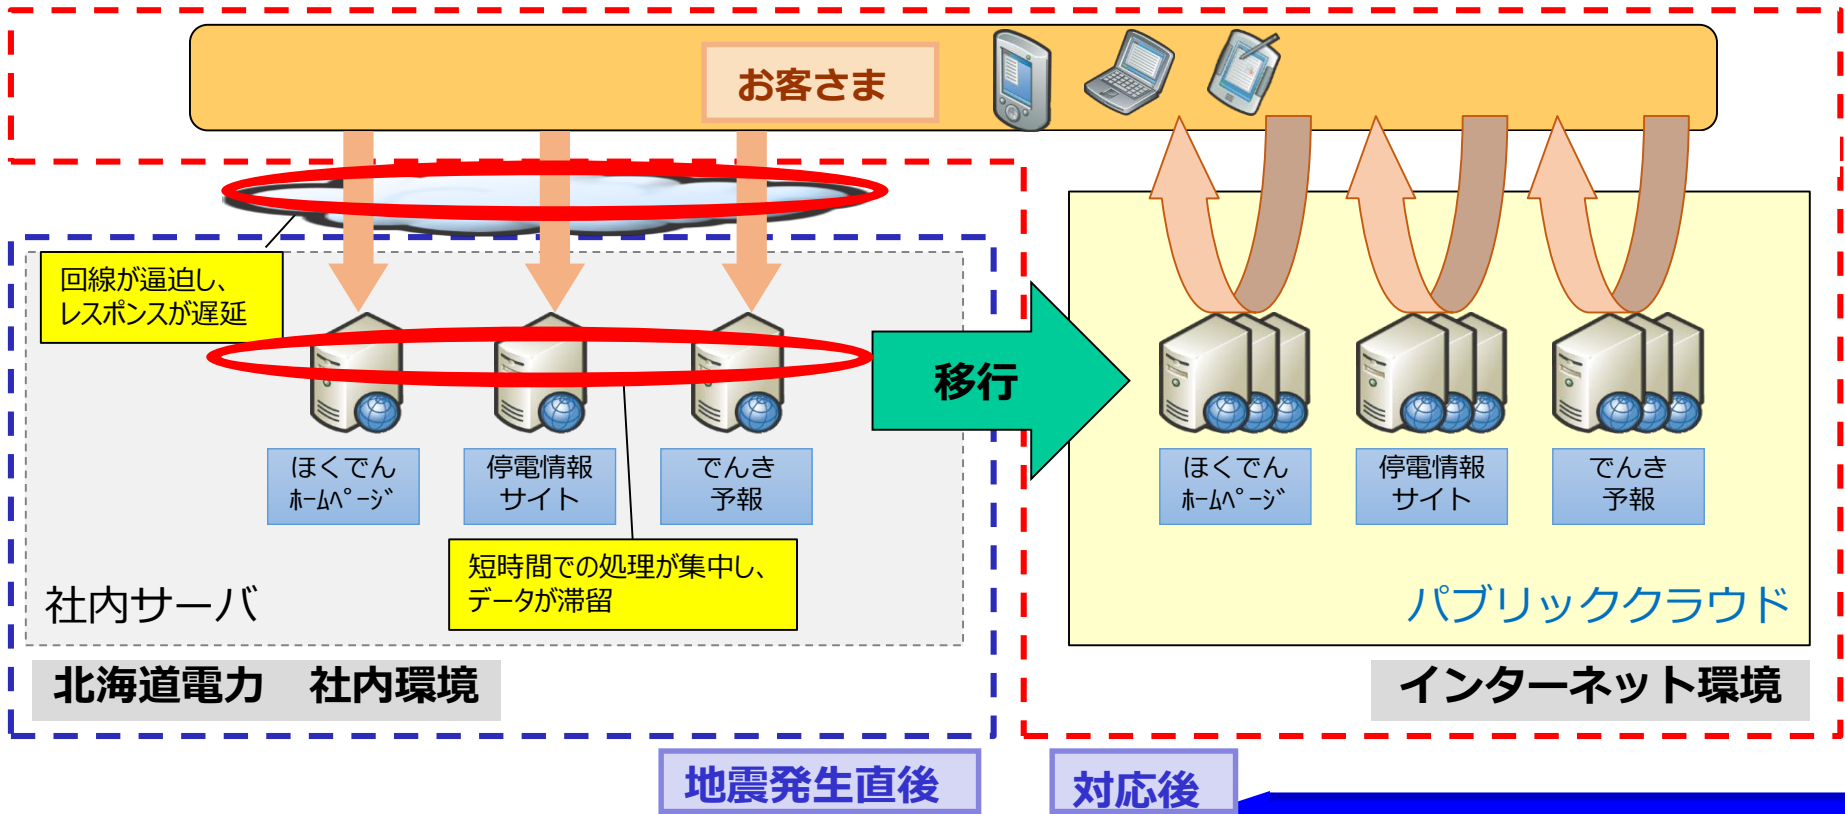 お客さま
回線が逼迫し、
レスポンスが遅延
移行
ほくでん
ﾎｰﾑﾍﾟｰｼﾞ
停電情報
サイト
でんき
予報
ほくでん
ﾎｰﾑﾍﾟｰｼﾞ
停電情報
サイト
でんき
予報
短時間での処理が集中し、
データが滞留
社内サーバ
パブリッククラウド
北海道電力　社内環境
インターネット環境
地震発生直後
対応後